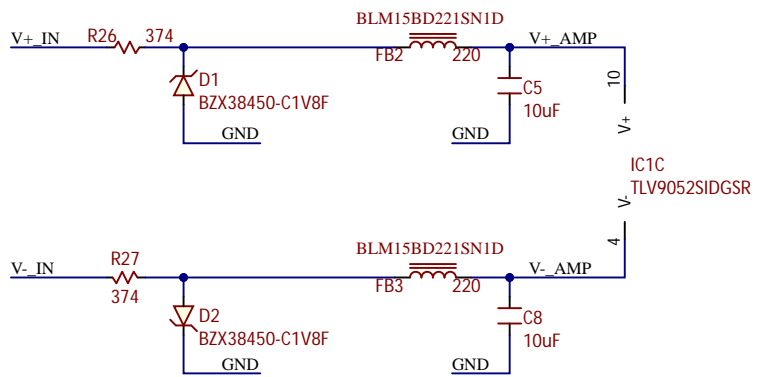 BLM15BD221SN1D
V+_IN
R26 374
V+_AMP
FB2 220
D1
BZX38450-C1V8F
C5
10uF
10
GND
GND
V+
IC1C
TLV9052SIDGSR
V-
4
BLM15BD221SN1D
V-_IN
R27
374
V-_AMP
FB3 220
D2
BZX38450-C1V8F
C8
10uF
GND
GND